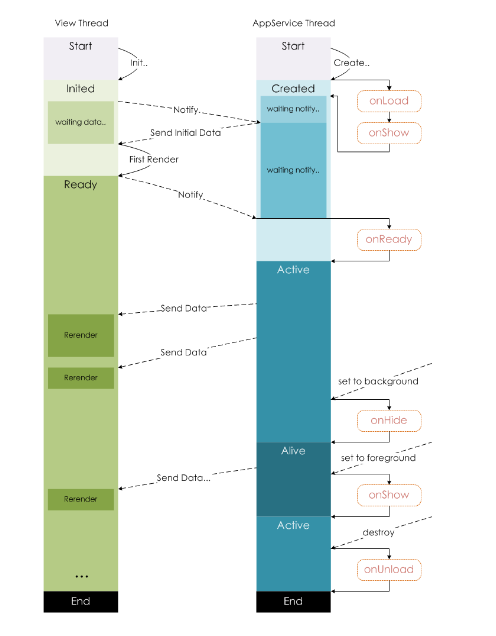 View Thread
AppService Thread
Start
Start
Init..
Create..
Inited
Created
onLoad
waiting data..
Notify
waiting notify..
Send Initial Data
onShow
First Render
waiting notify..
Ready
Notify
onReady
Active
Send Data
Rerender
Send Data
Rerender
set to background
onHide
Alive
set to foreground
Send Data...
Rerender
onShow
Active
destroy
onUnload
...
End
End